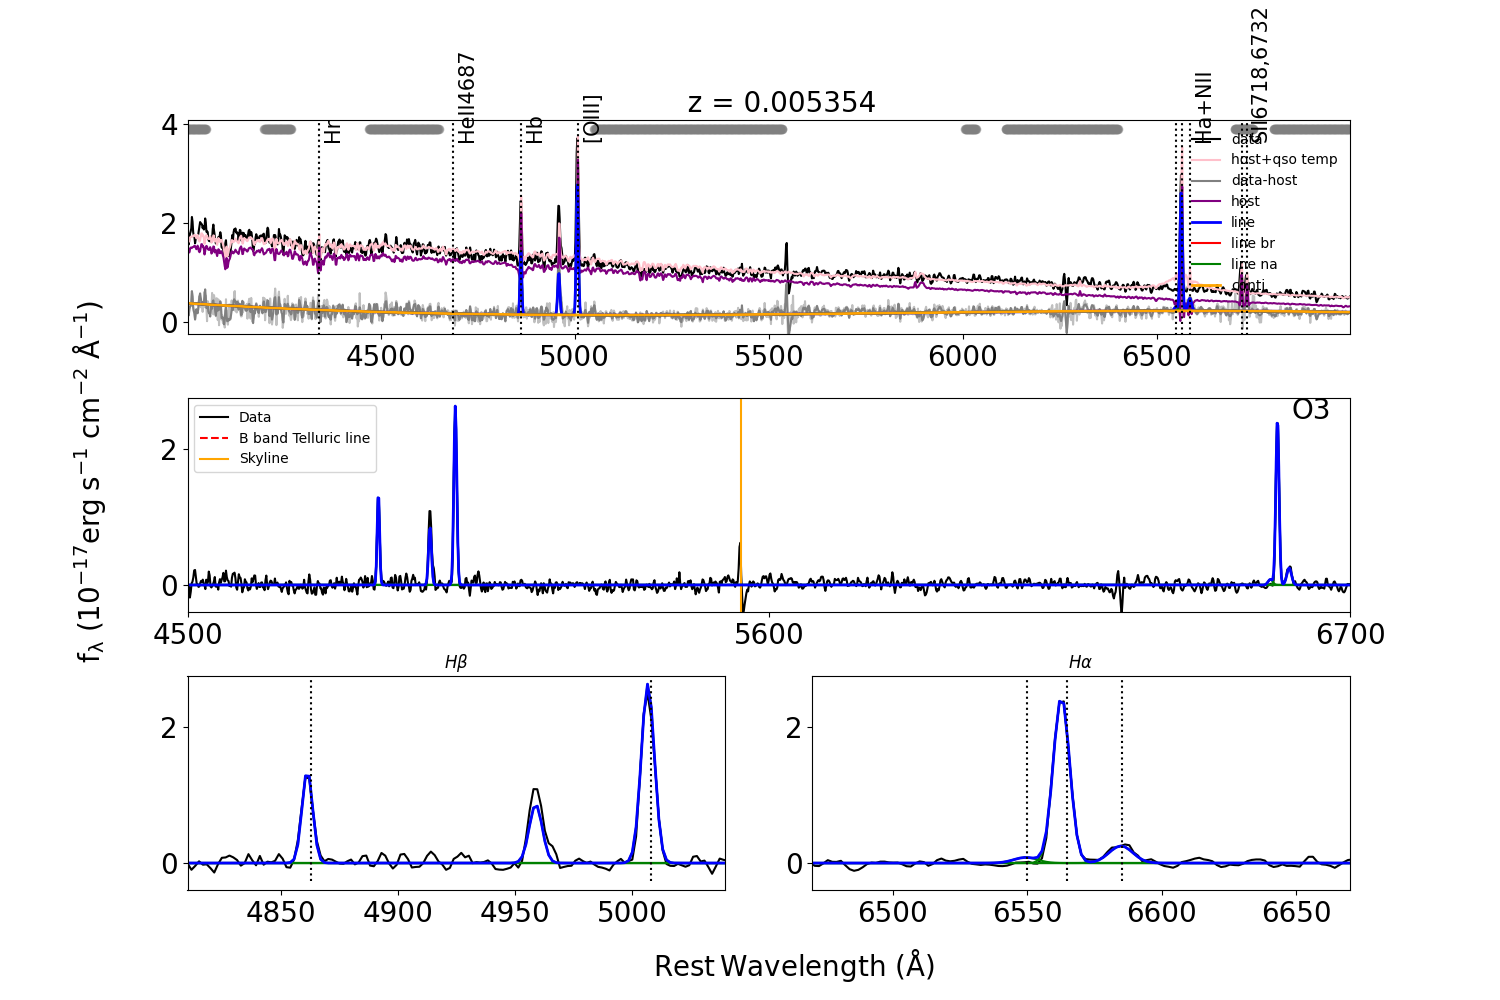 z = 0.005354
Hr
HeII4687
Hb
[OIII]
Ha+NII
SII6718,6732
data
host+qso temp
data-host
host
line
line br
line na
conti
4
2
0
4500 5000 5500 6000 6500
fλ (10−17erg s−1 cm−2 Å−1)
Data
B band Telluric line
Skyline
O3
2
0
4500 5600 6700
Hβ
2
0
4850 4900 4950 5000
Hα
2
0
6500 6550 6600 6650
Rest Wavelength (Å)